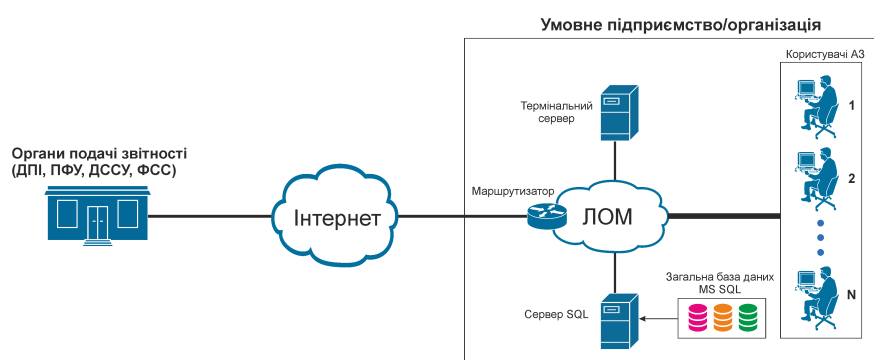 Умовне підприємство/організація
Користувачі АЗ
Термінальний
сервер
1
Органи подачі звітності
(ДПІ, ПФУ, ДССУ, ФСС)
2
Маршрутизатор
Інтернет
ЛОМ
Загальна база даних
MS SQL
N
Сервер SQL